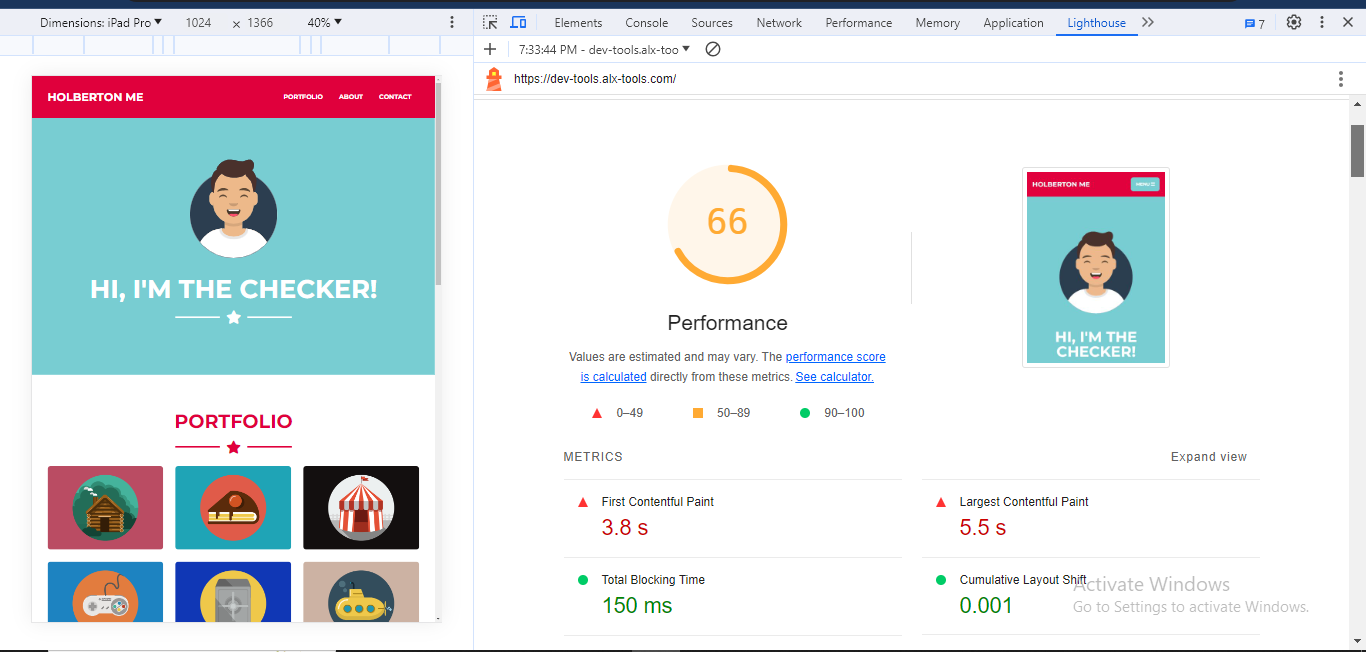 Dimensions: iPad Pro ▼ 1024 × 1366 40% ▼
Elements Console Sources Network Performance Memory Application Lighthouse 7
7:33:44 PM - dev-tools.alx-too ▼
https://dev-tools.alx-tools.com/
HOLBERTON ME PORTFOLIO ABOUT CONTACT
HI, I'M THE CHECKER!
PORTFOLIO
66
HOLBERTON ME MENU
HI, I'M THE
CHECKER!
Performance
Values are estimated and may vary. The performance score
is calculated directly from these metrics. See calculator.
0–49 50–89 90–100
METRICS Expand view
First Contentful Paint
3.8 s
Largest Contentful Paint
5.5 s
Total Blocking Time
150 ms
Cumulative Layout Shift
0.001
Activate Windows
Go to Settings to activate Windows.